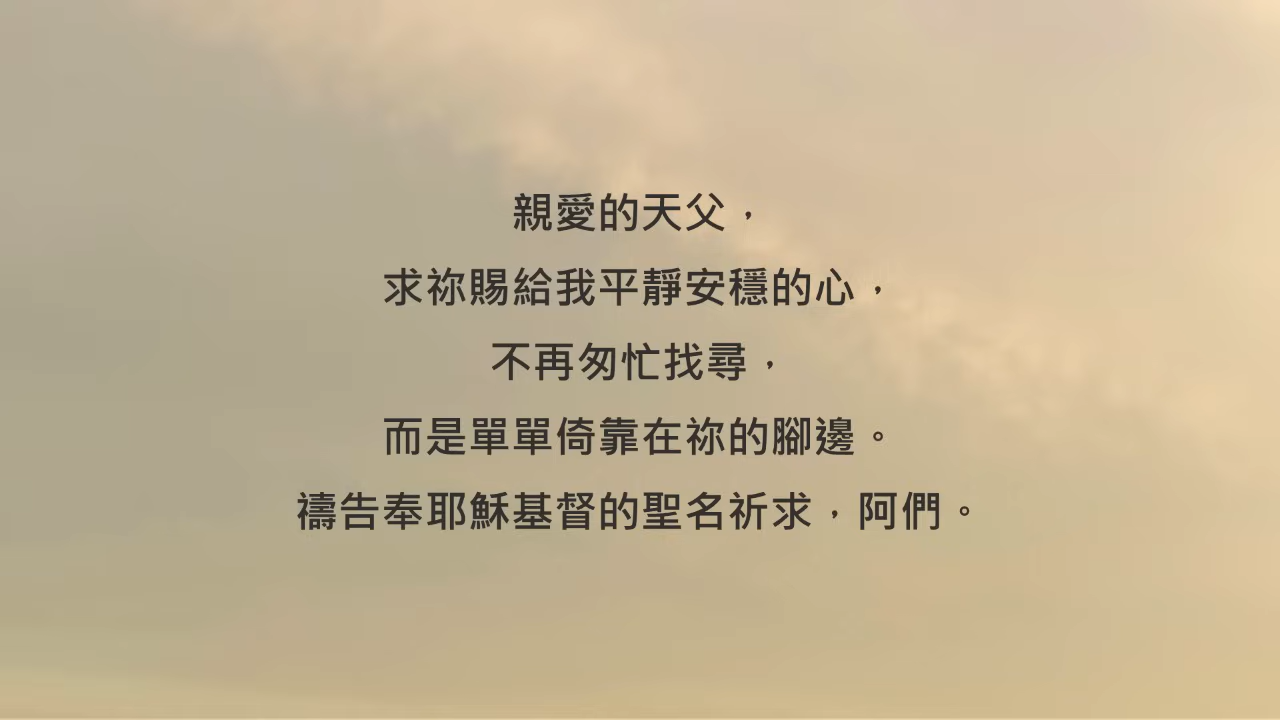 親愛的天父，
求祢賜給我平靜安穩的心，
不再匆忙找尋，
而是單單倚靠在祢的腳邊。
禱告奉耶穌基督的聖名祈求，阿們。